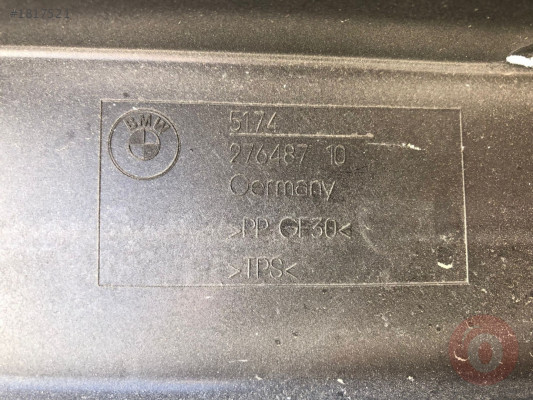 BMW
5174
276487 10
Germany
>PP GF30<
>TPS<